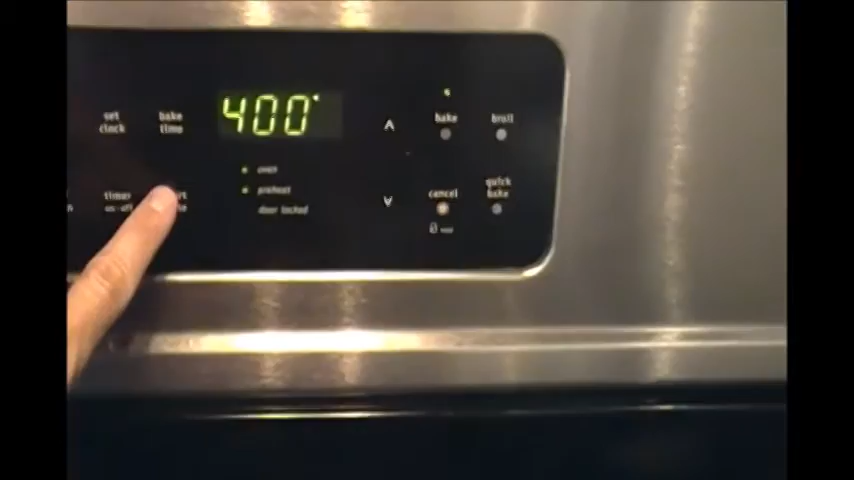 set
clock
bake
time
400°
bake
broil
oven
preheat
door locked
timer
on-off
cancel
quick
bake